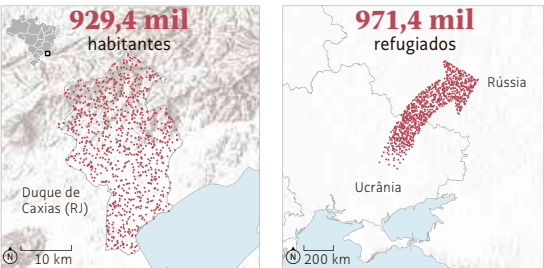 929,4 mil
habitantes
Duque de
Caxias (RJ)
N
10 km
971,4 mil
refugiados
Rússia
Ucrânia
N
200 km